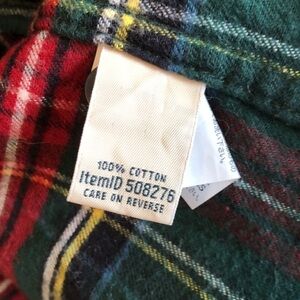 100% COTTON
ItemID 508276
CARE ON REVERSE